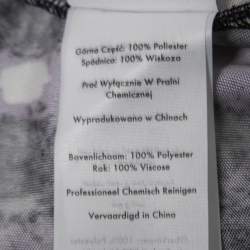 Górna Część: 100% Poliester
Spódnica: 100% Wiskoza
Prać Wyłącznie W Pralni
Chemicznej
Wyprodukowano w Chinach
Bovenlichaam: 100% Polyester
Rok: 100% Viscose
Professioneel Chemisch Reinigen
Vervaardigd in China